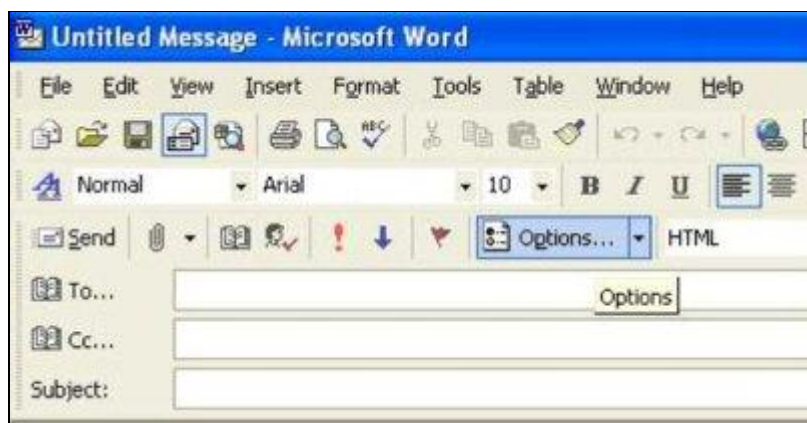 Untitled Message - Microsoft Word
File Edit View Insert Format Tools Table Window Help
ABC
Normal Arial 10 B I U
Send Options... HTML
To...
Options
Cc...
Subject: